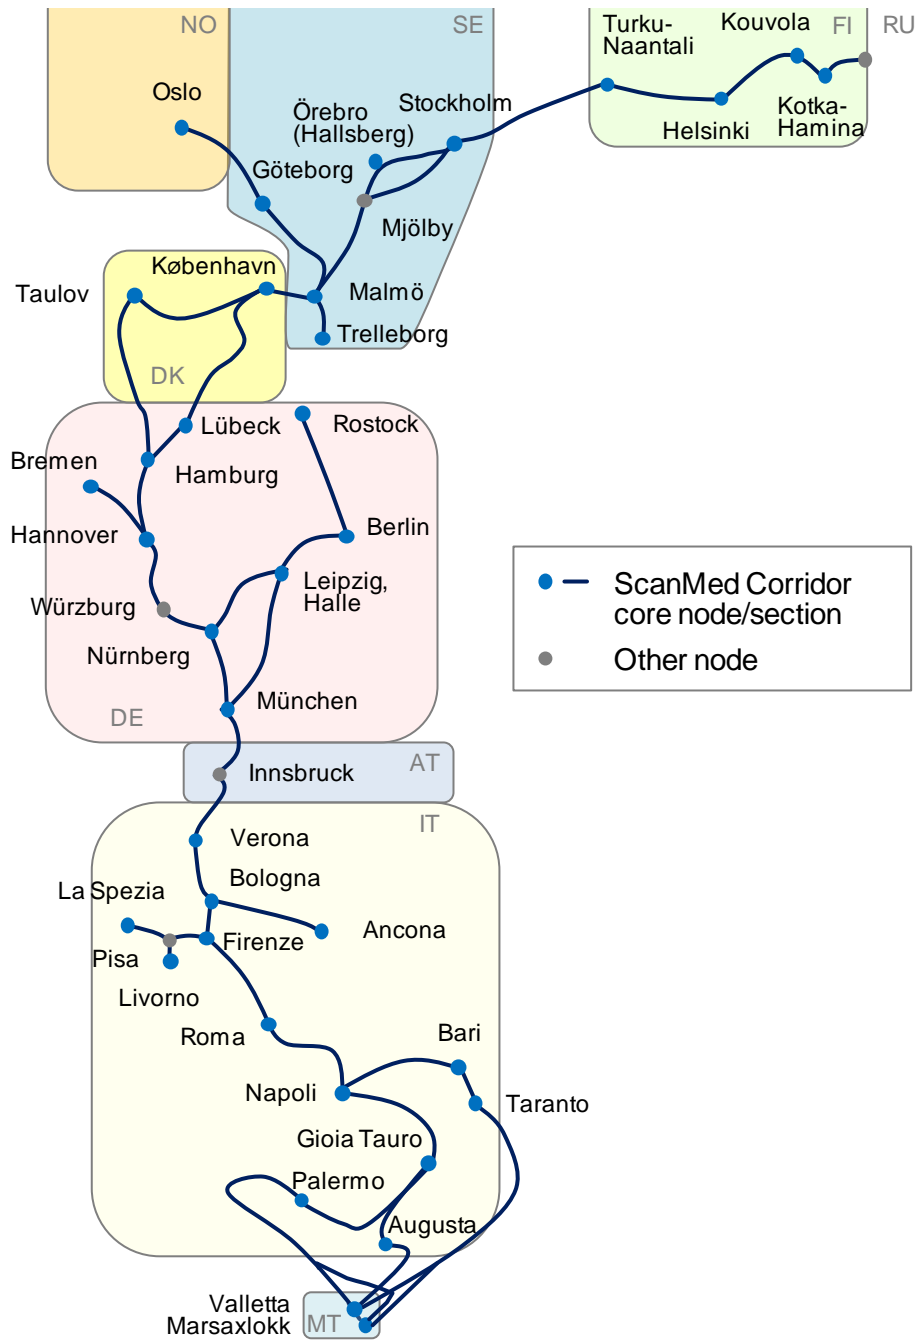 NO
SE
Turku-
Naantali
Kouvola
FI
RU
Oslo
Örebro
(Hallsberg)
Stockholm
Kotka-
Hamina
Helsinki
Göteborg
Mjölby
København
Taulov
Malmö
Trelleborg
DK
Lübeck
Rostock
Bremen
Hamburg
Hannover
Berlin
Leipzig,
Halle
Würzburg
Nürnberg
München
DE
ScanMed Corridor
core node/section
Other node
Innsbruck
AT
IT
Verona
Bologna
La Spezia
Firenze
Ancona
Pisa
Livorno
Roma
Bari
Napoli
Taranto
Gioia Tauro
Palermo
Augusta
Valletta
Marsaxlokk
MT